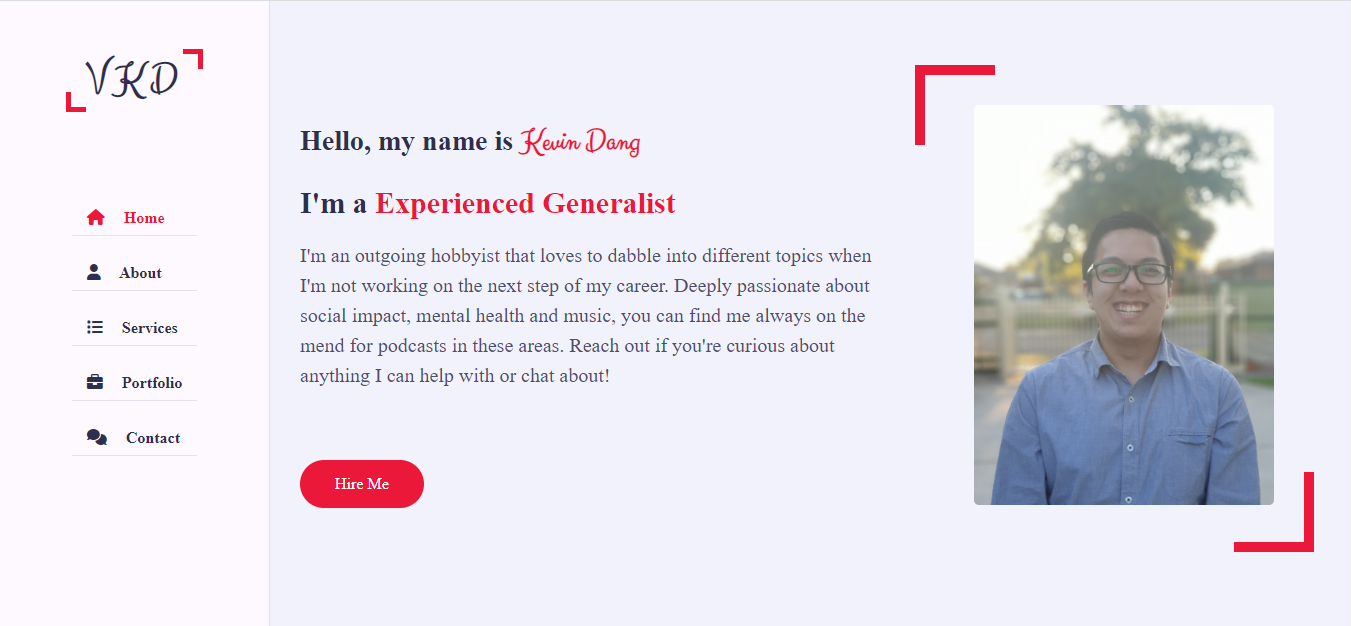 VKD
Home
About
Services
Portfolio
Contact
Hello, my name is Kevin Dang
I'm a Experienced Generalist
I'm an outgoing hobbyist that loves to dabble into different topics when
I'm not working on the next step of my career. Deeply passionate about
social impact, mental health and music, you can find me always on the
mend for podcasts in these areas. Reach out if you're curious about
anything I can help with or chat about!
Hire Me